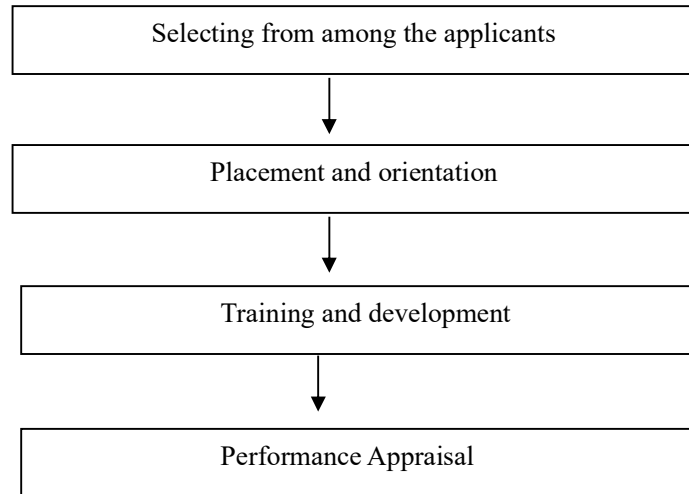 Selecting from among the applicants
Placement and orientation
Training and development
Performance Appraisal